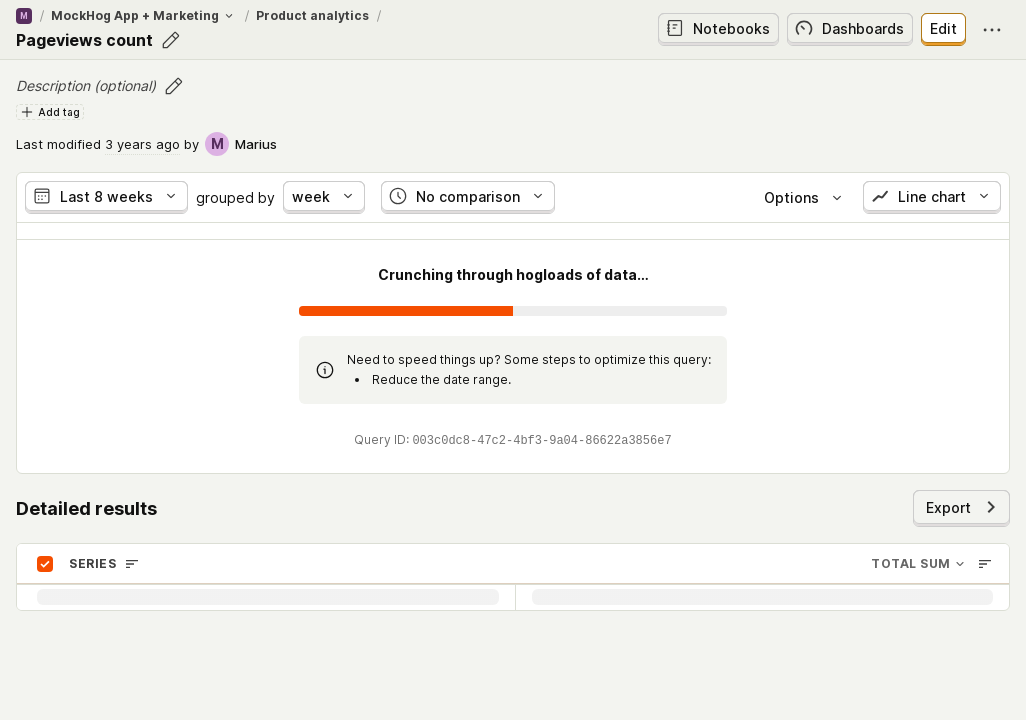 M / MockHog App + Marketing / Product analytics /
Pageviews count
Notebooks
Dashboards
Edit
Description (optional)
Add tag
Last modified 3 years ago by M Marius
Last 8 weeks grouped by week No comparison Options Line chart
Crunching through hogloads of data...
Need to speed things up? Some steps to optimize this query:
• Reduce the date range.
Query ID: 003c0dc8-47c2-4bf3-9a04-86622a3856e7
Detailed results
Export
SERIES TOTAL SUM